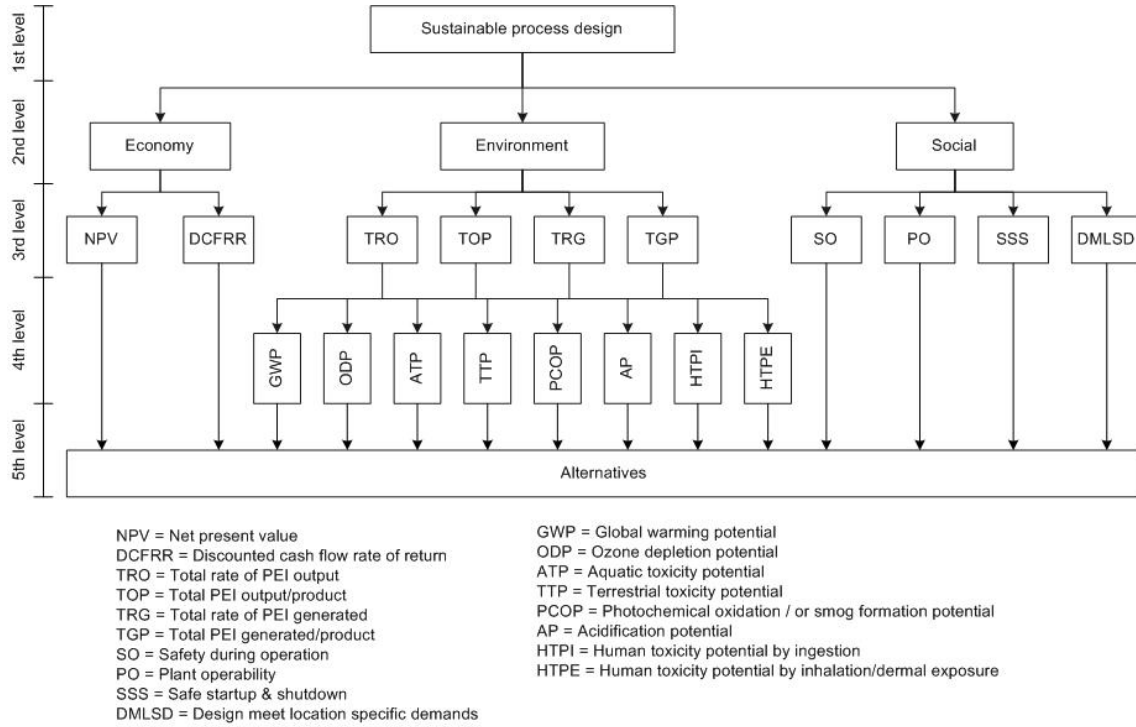 1st level
Sustainable process design
2nd level
Economy
Environment
Social
3rd level
NPV
DCFRR
TRO
TOP
TRG
TGP
SO
PO
SSS
DMLSD
4th level
GWP
ODP
ATP
TTP
PCOP
AP
HTPI
HTPE
5th level
Alternatives
NPV = Net present value
DCFRR = Discounted cash flow rate of return
TRO = Total rate of PEI output
TOP = Total PEI output/product
TRG = Total rate of PEI generated
TGP = Total PEI generated/product
SO = Safety during operation
PO = Plant operability
SSS = Safe startup & shutdown
DMLSD = Design meet location specific demands
GWP = Global warming potential
ODP = Ozone depletion potential
ATP = Aquatic toxicity potential
TTP = Terrestrial toxicity potential
PCOP = Photochemical oxidation / or smog formation potential
AP = Acidification potential
HTPI = Human toxicity potential by ingestion
HTPE = Human toxicity potential by inhalation/dermal exposure